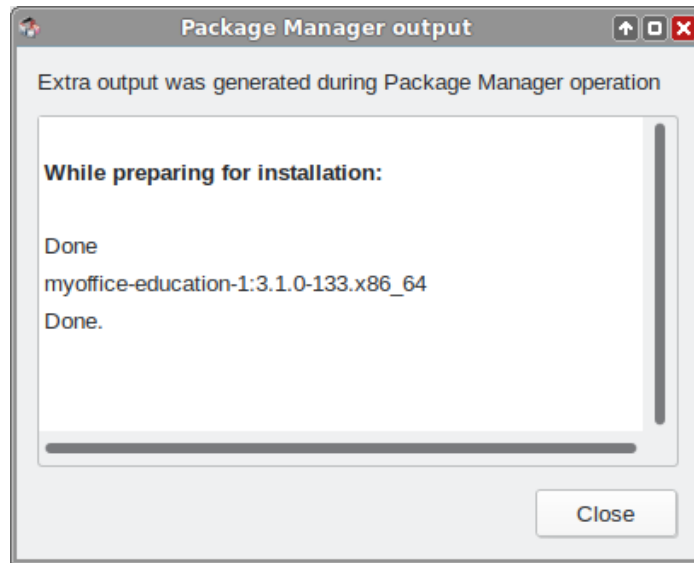 Package Manager output
Extra output was generated during Package Manager operation
While preparing for installation:
Done
myoffice-education-1:3.1.0-133.x86_64
Done.
Close